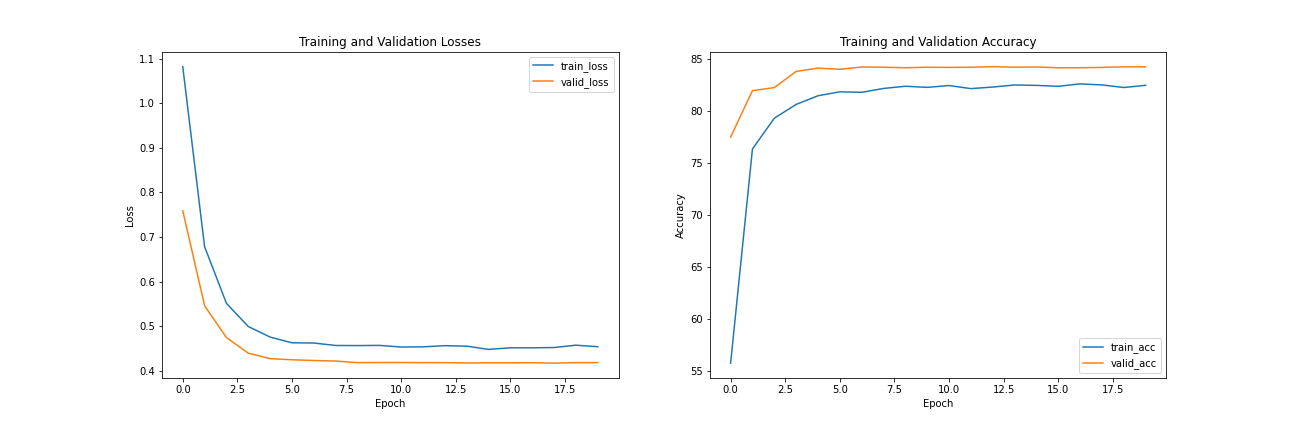 Training and Validation Losses
1.1
1.0
0.9
0.8
0.7
0.6
0.5
0.4
Loss
0.0 2.5 5.0 7.5 10.0 12.5 15.0 17.5
Epoch
train_loss
valid_loss
Training and Validation Accuracy
85
80
75
70
65
60
55
Accuracy
0.0 2.5 5.0 7.5 10.0 12.5 15.0 17.5
Epoch
train_acc
valid_acc